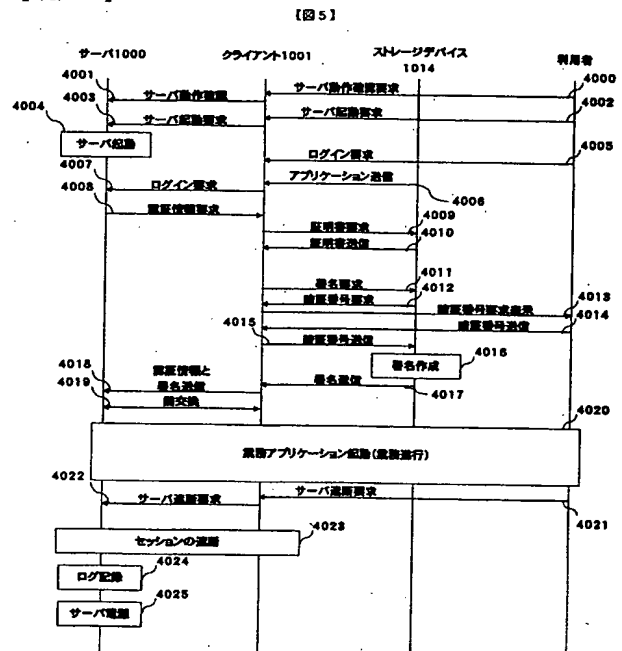 【図5】
サーバ1000
クライアント1001
ストレージデバイス
1014
利用者
4001
サーバ動作確認
サーバ動作確認要求
4000
4003
サーバ起動要求
サーバ起動要求
4002
4004
サーバ起動
ログイン要求
4005
4007
ログイン要求
アプリケーション送信
4006
4008
認証情報要求
証明書要求
4009
証明書送信
4010
署名要求
4011
暗証番号要求
4012
暗証番号要求表示
4013
暗証番号送信
4014
4015
暗証番号送信
署名作成
4016
4018
認証情報と
署名送信
署名送信
4017
4019
鍵交換
4020
業務アプリケーション起動(業務進行)
4022
サーバ遮断要求
サーバ遮断要求
4021
セッションの遮断
4023
ログ記録
4024
サーバ
4025